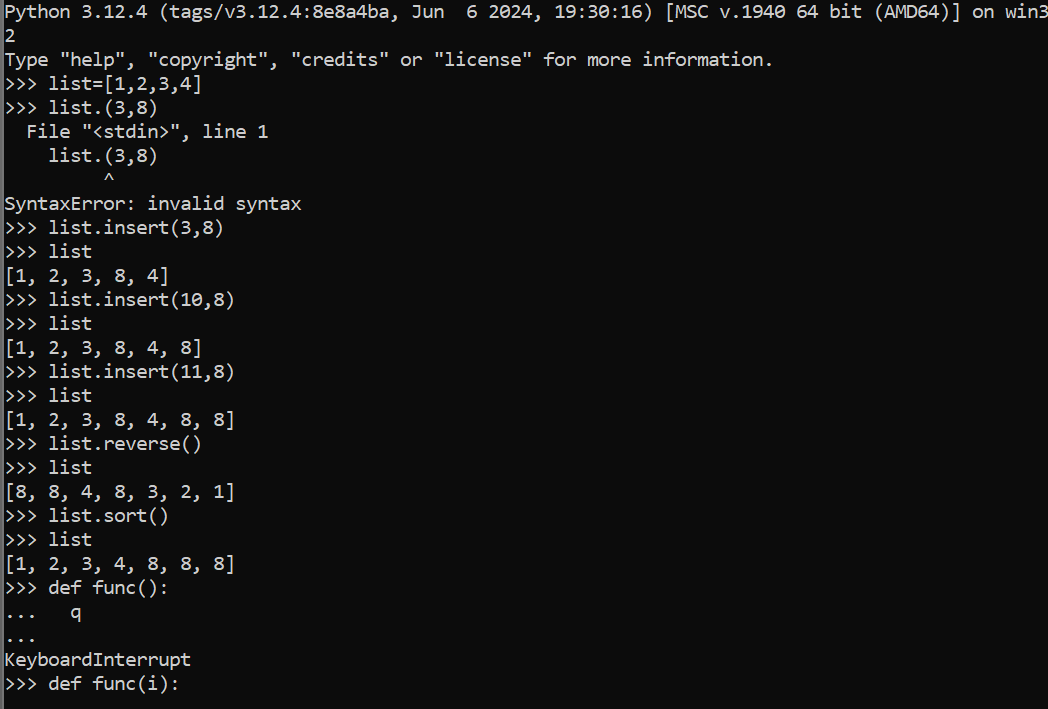 Python 3.12.4 (tags/v3.12.4:8e8a4ba, Jun  6 2024, 19:30:16) [MSC v.1940 64 bit (AMD64)] on win3
2
Type "help", "copyright", "credits" or "license" for more information.
>>> list=[1,2,3,4]
>>> list.(3,8)
  File "<stdin>", line 1
    list.(3,8)
         ^
SyntaxError: invalid syntax
>>> list.insert(3,8)
>>> list
[1, 2, 3, 8, 4]
>>> list.insert(10,8)
>>> list
[1, 2, 3, 8, 4, 8]
>>> list.insert(11,8)
>>> list
[1, 2, 3, 8, 4, 8, 8]
>>> list.reverse()
>>> list
[8, 8, 4, 8, 3, 2, 1]
>>> list.sort()
>>> list
[1, 2, 3, 4, 8, 8, 8]
>>> def func():
...   q
...
KeyboardInterrupt
>>> def func(i):